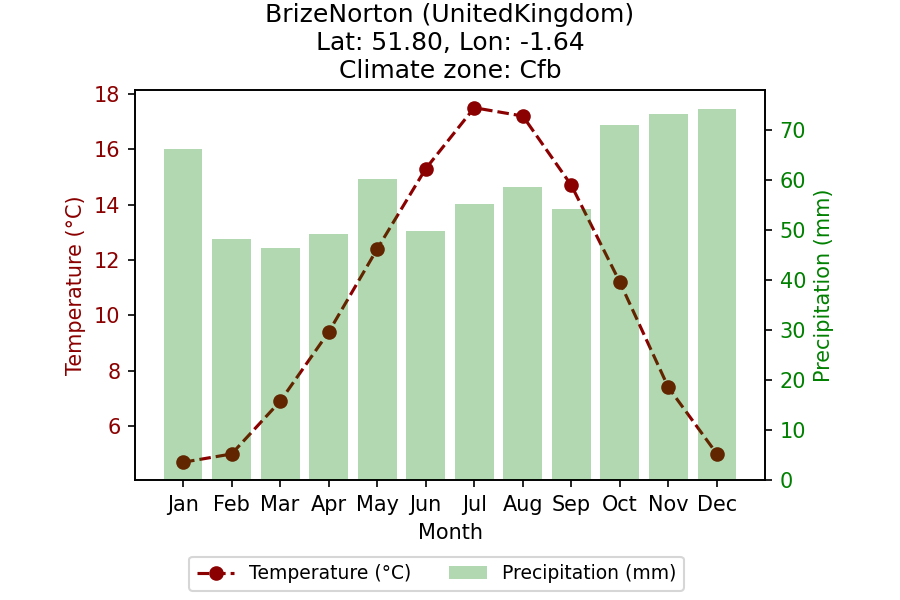 BrizeNorton (UnitedKingdom)
Lat: 51.80, Lon: -1.64
Climate zone: Cfb
Temperature (°C)
18
16
14
12
10
8
6
70
60
50
40
30
20
10
0
Precipitation (mm)
Jan Feb Mar Apr May Jun Jul Aug Sep Oct Nov Dec
Month
Temperature (°C) Precipitation (mm)